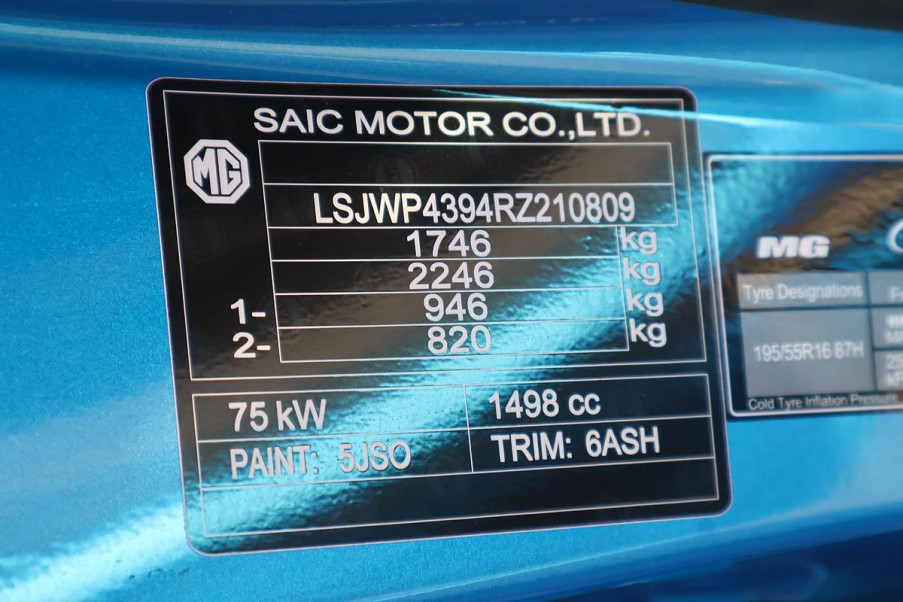 SAIC MOTOR CO.,LTD.
MG
LSJWP4394RZ210809
1746 kg
2246 kg
1- 946 kg
2- 820 kg
75 kW 1498 cc
PAINT: 5JSO TRIM: 6ASH
MG
Tyre Designations
195/55R16 87H
Cold Tyre Inflation Pressure